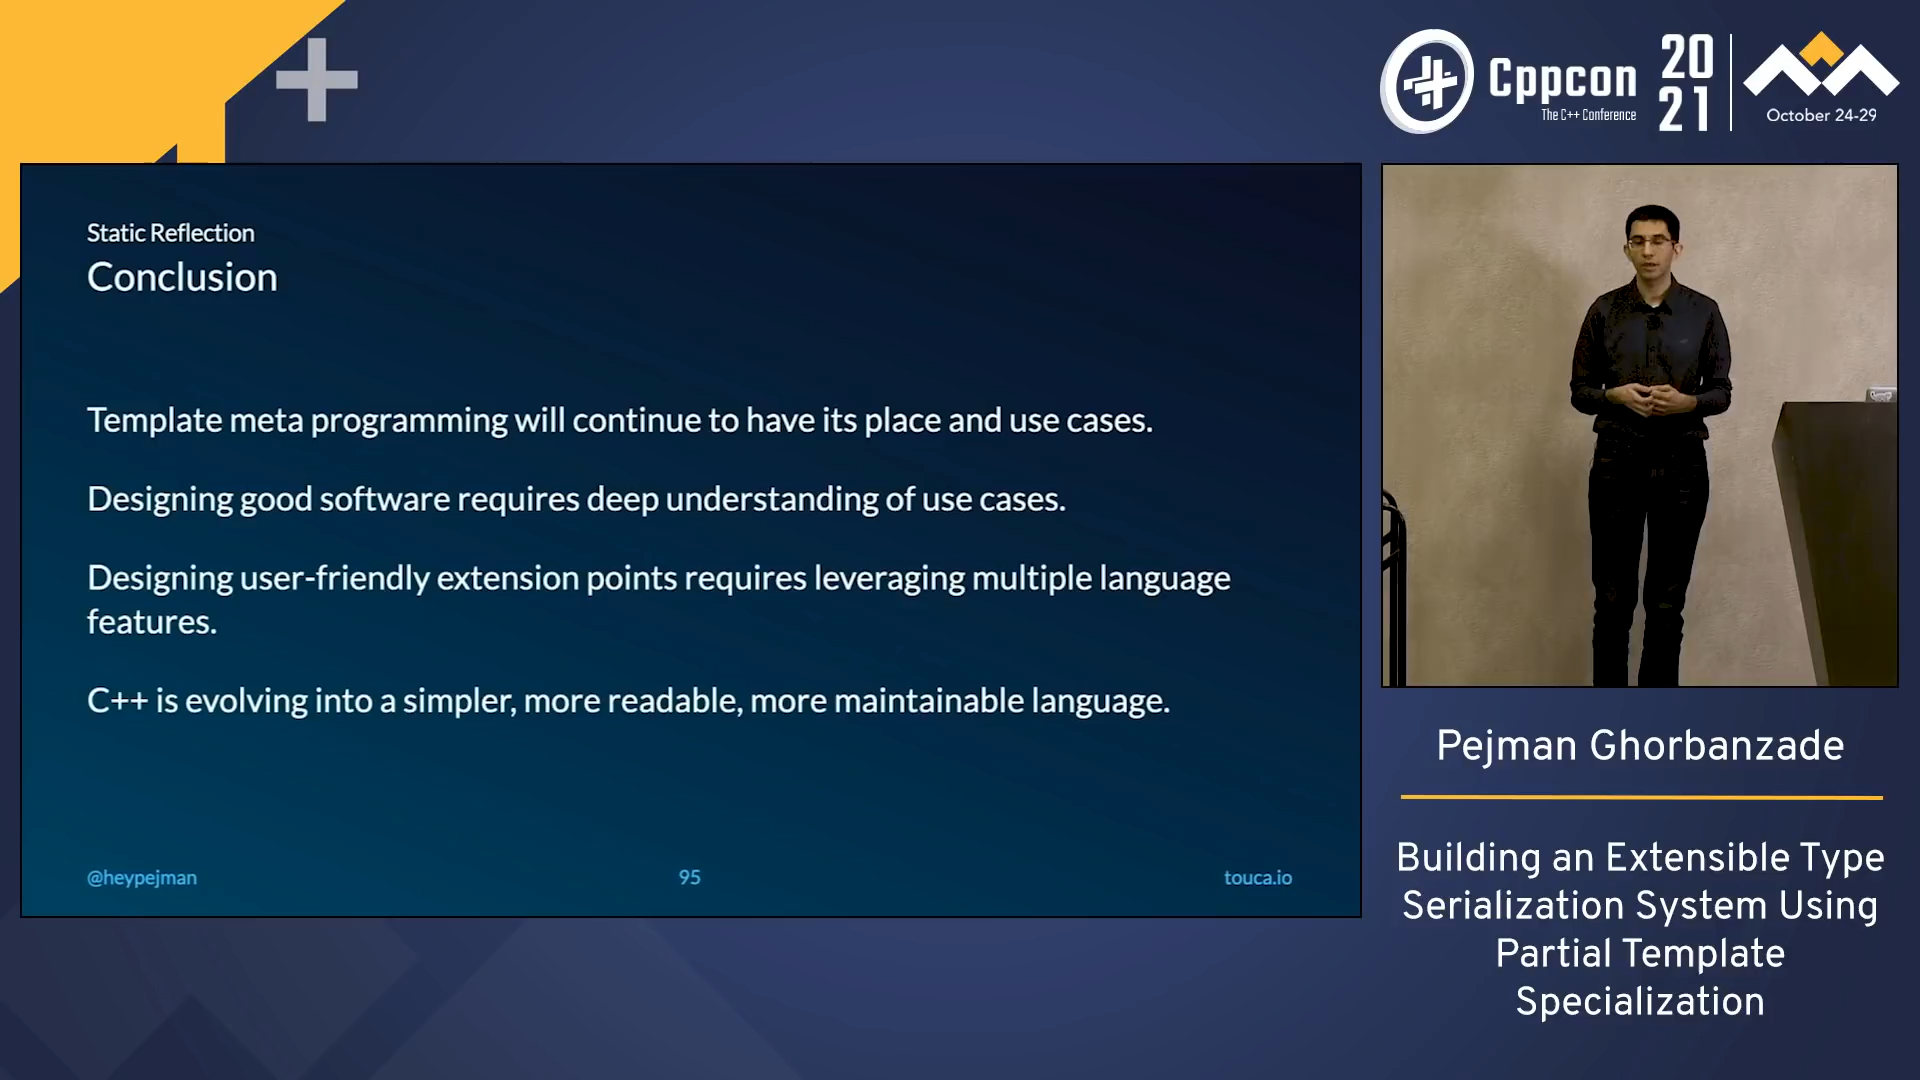 Cppcon
The C++ Conference
20
21
October 24-29
Static Reflection
Conclusion
Template meta programming will continue to have its place and use cases.
Designing good software requires deep understanding of use cases.
Designing user-friendly extension points requires leveraging multiple language
features.
C++ is evolving into a simpler, more readable, more maintainable language.
@heypejman
95
touca.io
Pejman Ghorbanzade
Building an Extensible Type
Serialization System Using
Partial Template
Specialization